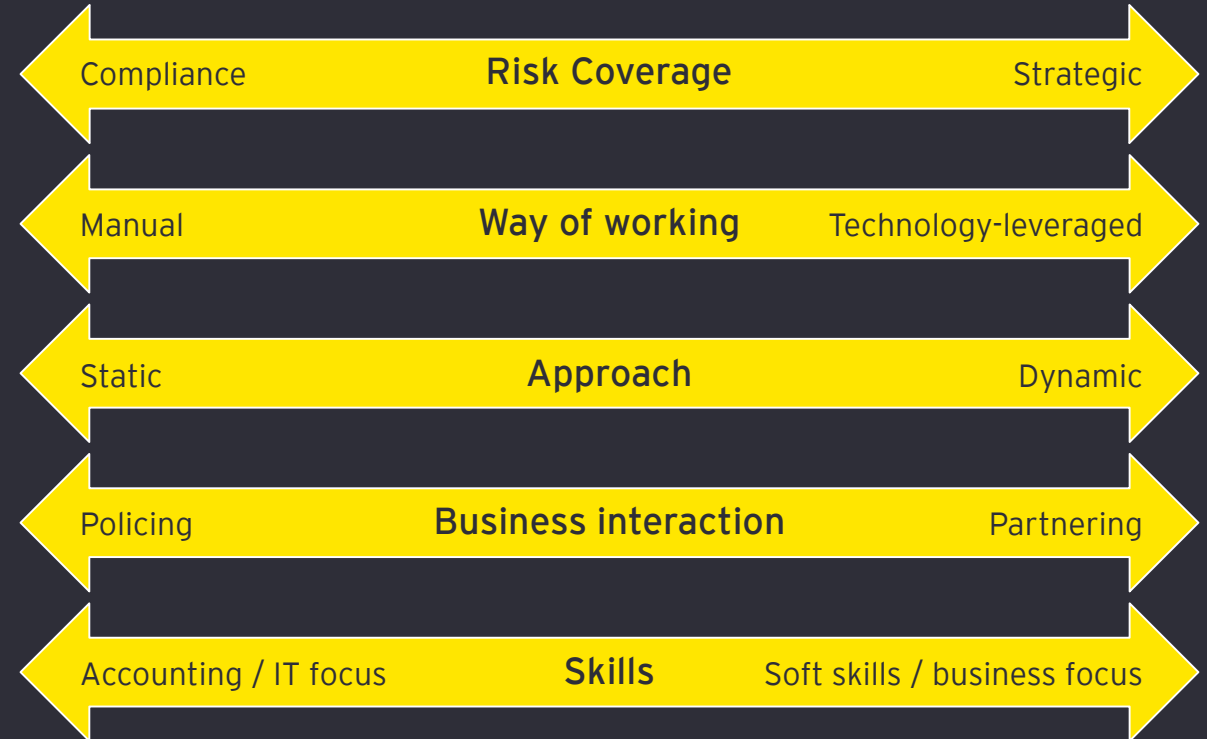 Compliance Risk Coverage Strategic
Manual Way of working Technology-leveraged
Static Approach Dynamic
Policing Business interaction Partnering
Accounting / IT focus Skills Soft skills / business focus